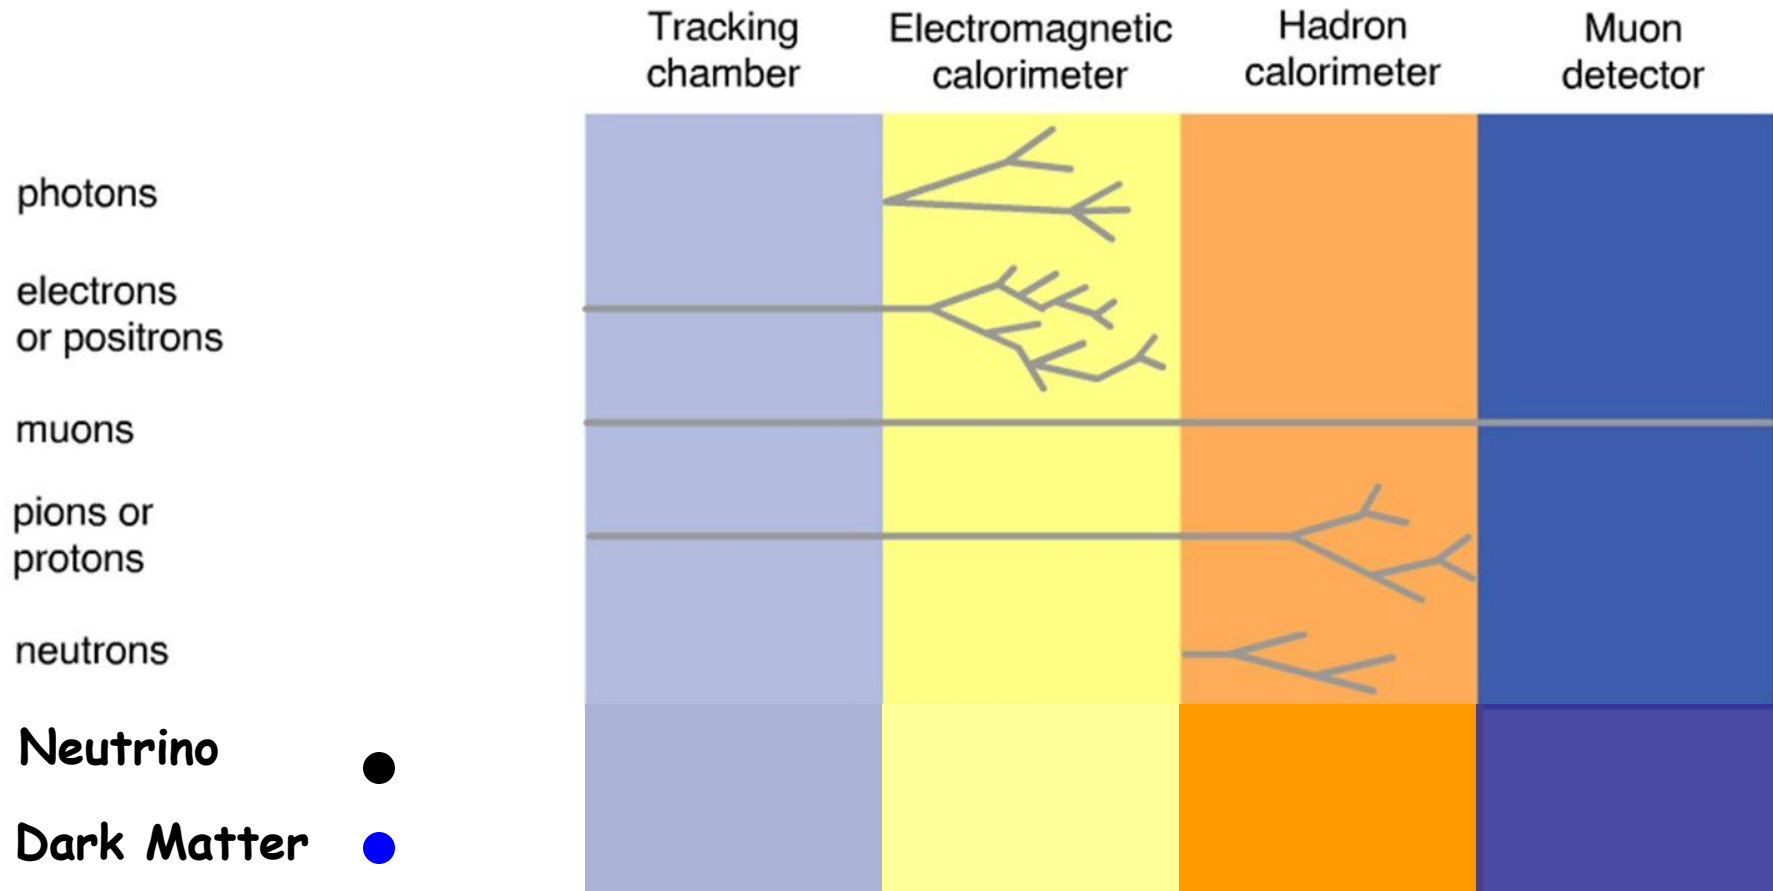 Tracking
chamber
Electromagnetic
calorimeter
Hadron
calorimeter
Muon
detector
photons
electrons
or positrons
muons
pions or
protons
neutrons
Neutrino
Dark Matter